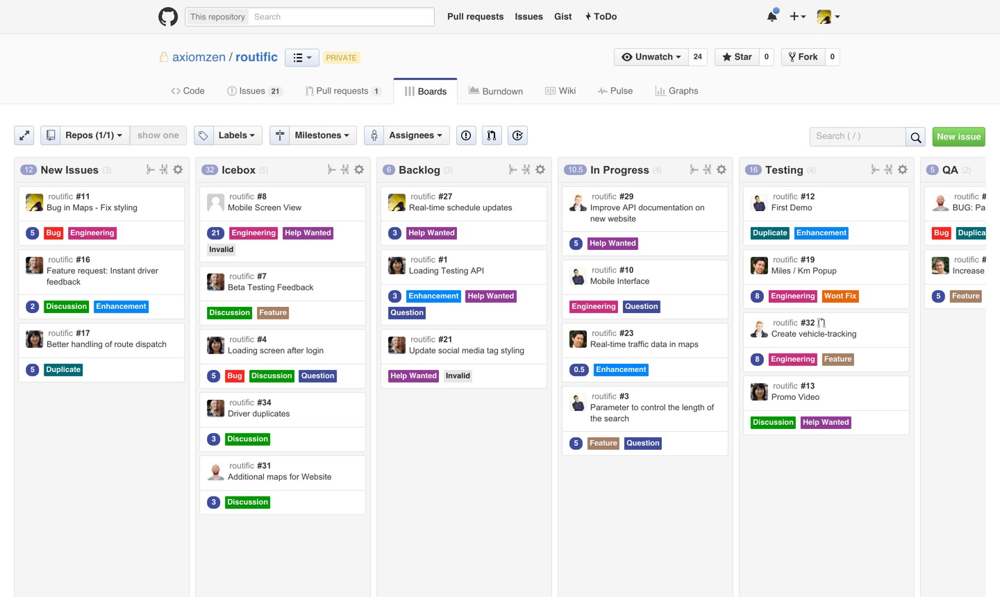 This repository Search Pull requests Issues Gist ToDo
axiomzen / routific PRIVATE Unwatch 24 Star 0 Fork 0
Code Issues 21 Pull requests 1 Boards Burndown Wiki Pulse Graphs
Repos (1/1) show one Labels Milestones Assignees Search ( / ) New issue
12 New Issues (3)
routific #11
Bug in Maps - Fix styling
5 Bug Engineering
routific #16
Feature request: Instant driver
feedback
2 Discussion Enhancement
routific #17
Better handling of route dispatch
5 Duplicate
32 Icebox (5)
routific #8
Mobile Screen View
21 Engineering Help Wanted
Invalid
routific #7
Beta Testing Feedback
Discussion Feature
routific #4
Loading screen after login
5 Bug Discussion Question
routific #34
Driver duplicates
3 Discussion
routific #31
Additional maps for Website
3 Discussion
6 Backlog (3)
routific #27
Real-time schedule updates
3 Help Wanted
routific #1
Loading Testing API
3 Enhancement Help Wanted
Question
routific #21
Update social media tag styling
Help Wanted Invalid
10.5 In Progress (4)
routific #29
Improve API documentation on
new website
5 Help Wanted
routific #10
Mobile Interface
Engineering Question
routific #23
Real-time traffic data in maps
0.5 Enhancement
routific #3
Parameter to control the length of
the search
5 Feature Question
16 Testing (4)
routific #12
First Demo
Duplicate Enhancement
routific #19
Miles / Km Popup
8 Engineering Wont Fix
routific #32
Create vehicle-tracking
8 Engineering Feature
routific #13
Promo Video
Discussion Help Wanted
5 QA (2)
routific #
BUG: Pa
Bug Duplica
routific #
Increase
5 Feature